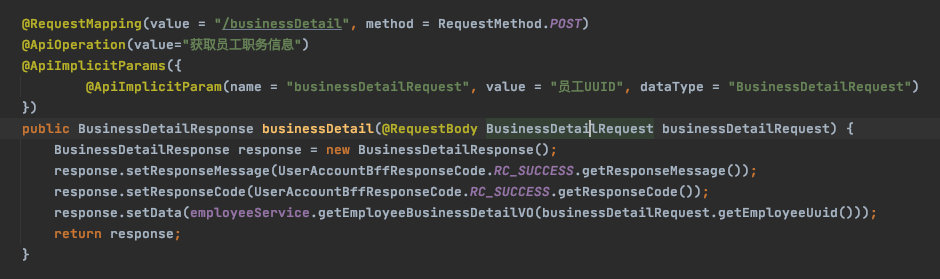 @RequestMapping(value = "/businessDetail", method = RequestMethod.POST)
@ApiOperation(value="获取员工职务信息")
@ApiImplicitParams({
@ApiImplicitParam(name = "businessDetailRequest", value = "员工UUID", dataType = "BusinessDetailRequest")
})
public BusinessDetailResponse businessDetail(@RequestBody BusinessDetailRequest businessDetailRequest) {
BusinessDetailResponse response = new BusinessDetailResponse();
response.setResponseMessage(UserAccountBffResponseCode.RC_SUCCESS.getResponseMessage());
response.setResponseCode(UserAccountBffResponseCode.RC_SUCCESS.getResponseCode());
response.setData(employeeService.getEmployeeBusinessDetailVO(businessDetailRequest.getEmployeeUuid()));
return response;
}